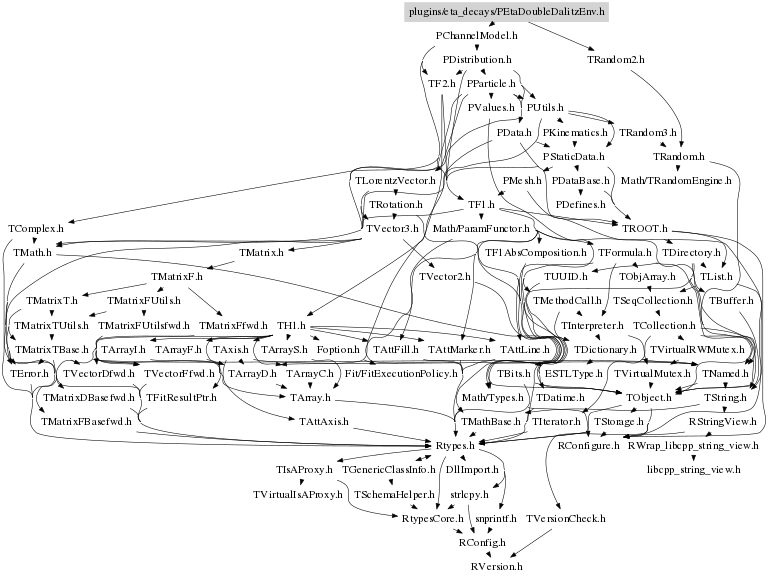 plugins/eta_decays/PEtaDoubleDalitzEnv.h
PChannelModel.h
PDistribution.h TRandom2.h
TF2.h PParticle.h
PValues.h PUtils.h
PData.h PKinematics.h TRandom3.h
PStaticData.h TRandom.h
TLorentzVector.h PMesh.h PDataBase.h Math/TRandomEngine.h
TRotation.h TF1.h PDefines.h
TComplex.h TVector3.h Math/ParamFunctor.h TROOT.h
TMath.h TMatrix.h TF1AbsComposition.h TFormula.h TDirectory.h
TMatrixF.h TVector2.h TUUID.h TObjArray.h TList.h
TMatrixT.h TMatrixFUtils.h TMethodCall.h TSeqCollection.h TBuffer.h
TMatrixTUtils.h TMatrixFUtilsfwd.h TMatrixFfwd.h TH1.h TInterpreter.h TCollection.h
TMatrixTBase.h TArrayI.h TArrayF.h TAxis.h TArrayS.h Foption.h TAttFill.h TAttMarker.h TAttLine.h TDictionary.h TVirtualRWMutex.h
TError.h TVectorDfwd.h TVectorFfwd.h TArrayD.h TArrayC.h Fit/FitExecutionPolicy.h TBits.h ESTLType.h TVirtualMutex.h TNamed.h
TMatrixDBasefwd.h TFitResultPtr.h TArray.h Math/Types.h TDatime.h TObject.h TString.h
TMatrixFBasefwd.h TAttAxis.h TMathBase.h TIterator.h TStorage.h RStringView.h
Rtypes.h RConfigure.h RWrap_libcpp_string_view.h
TIsAProxy.h TGenericClassInfo.h DllImport.h libcpp_string_view.h
TVirtualIsAProxy.h TSchemaHelper.h strlcpy.h
RtypesCore.h snprintf.h TVersionCheck.h
RConfig.h
RVersion.h